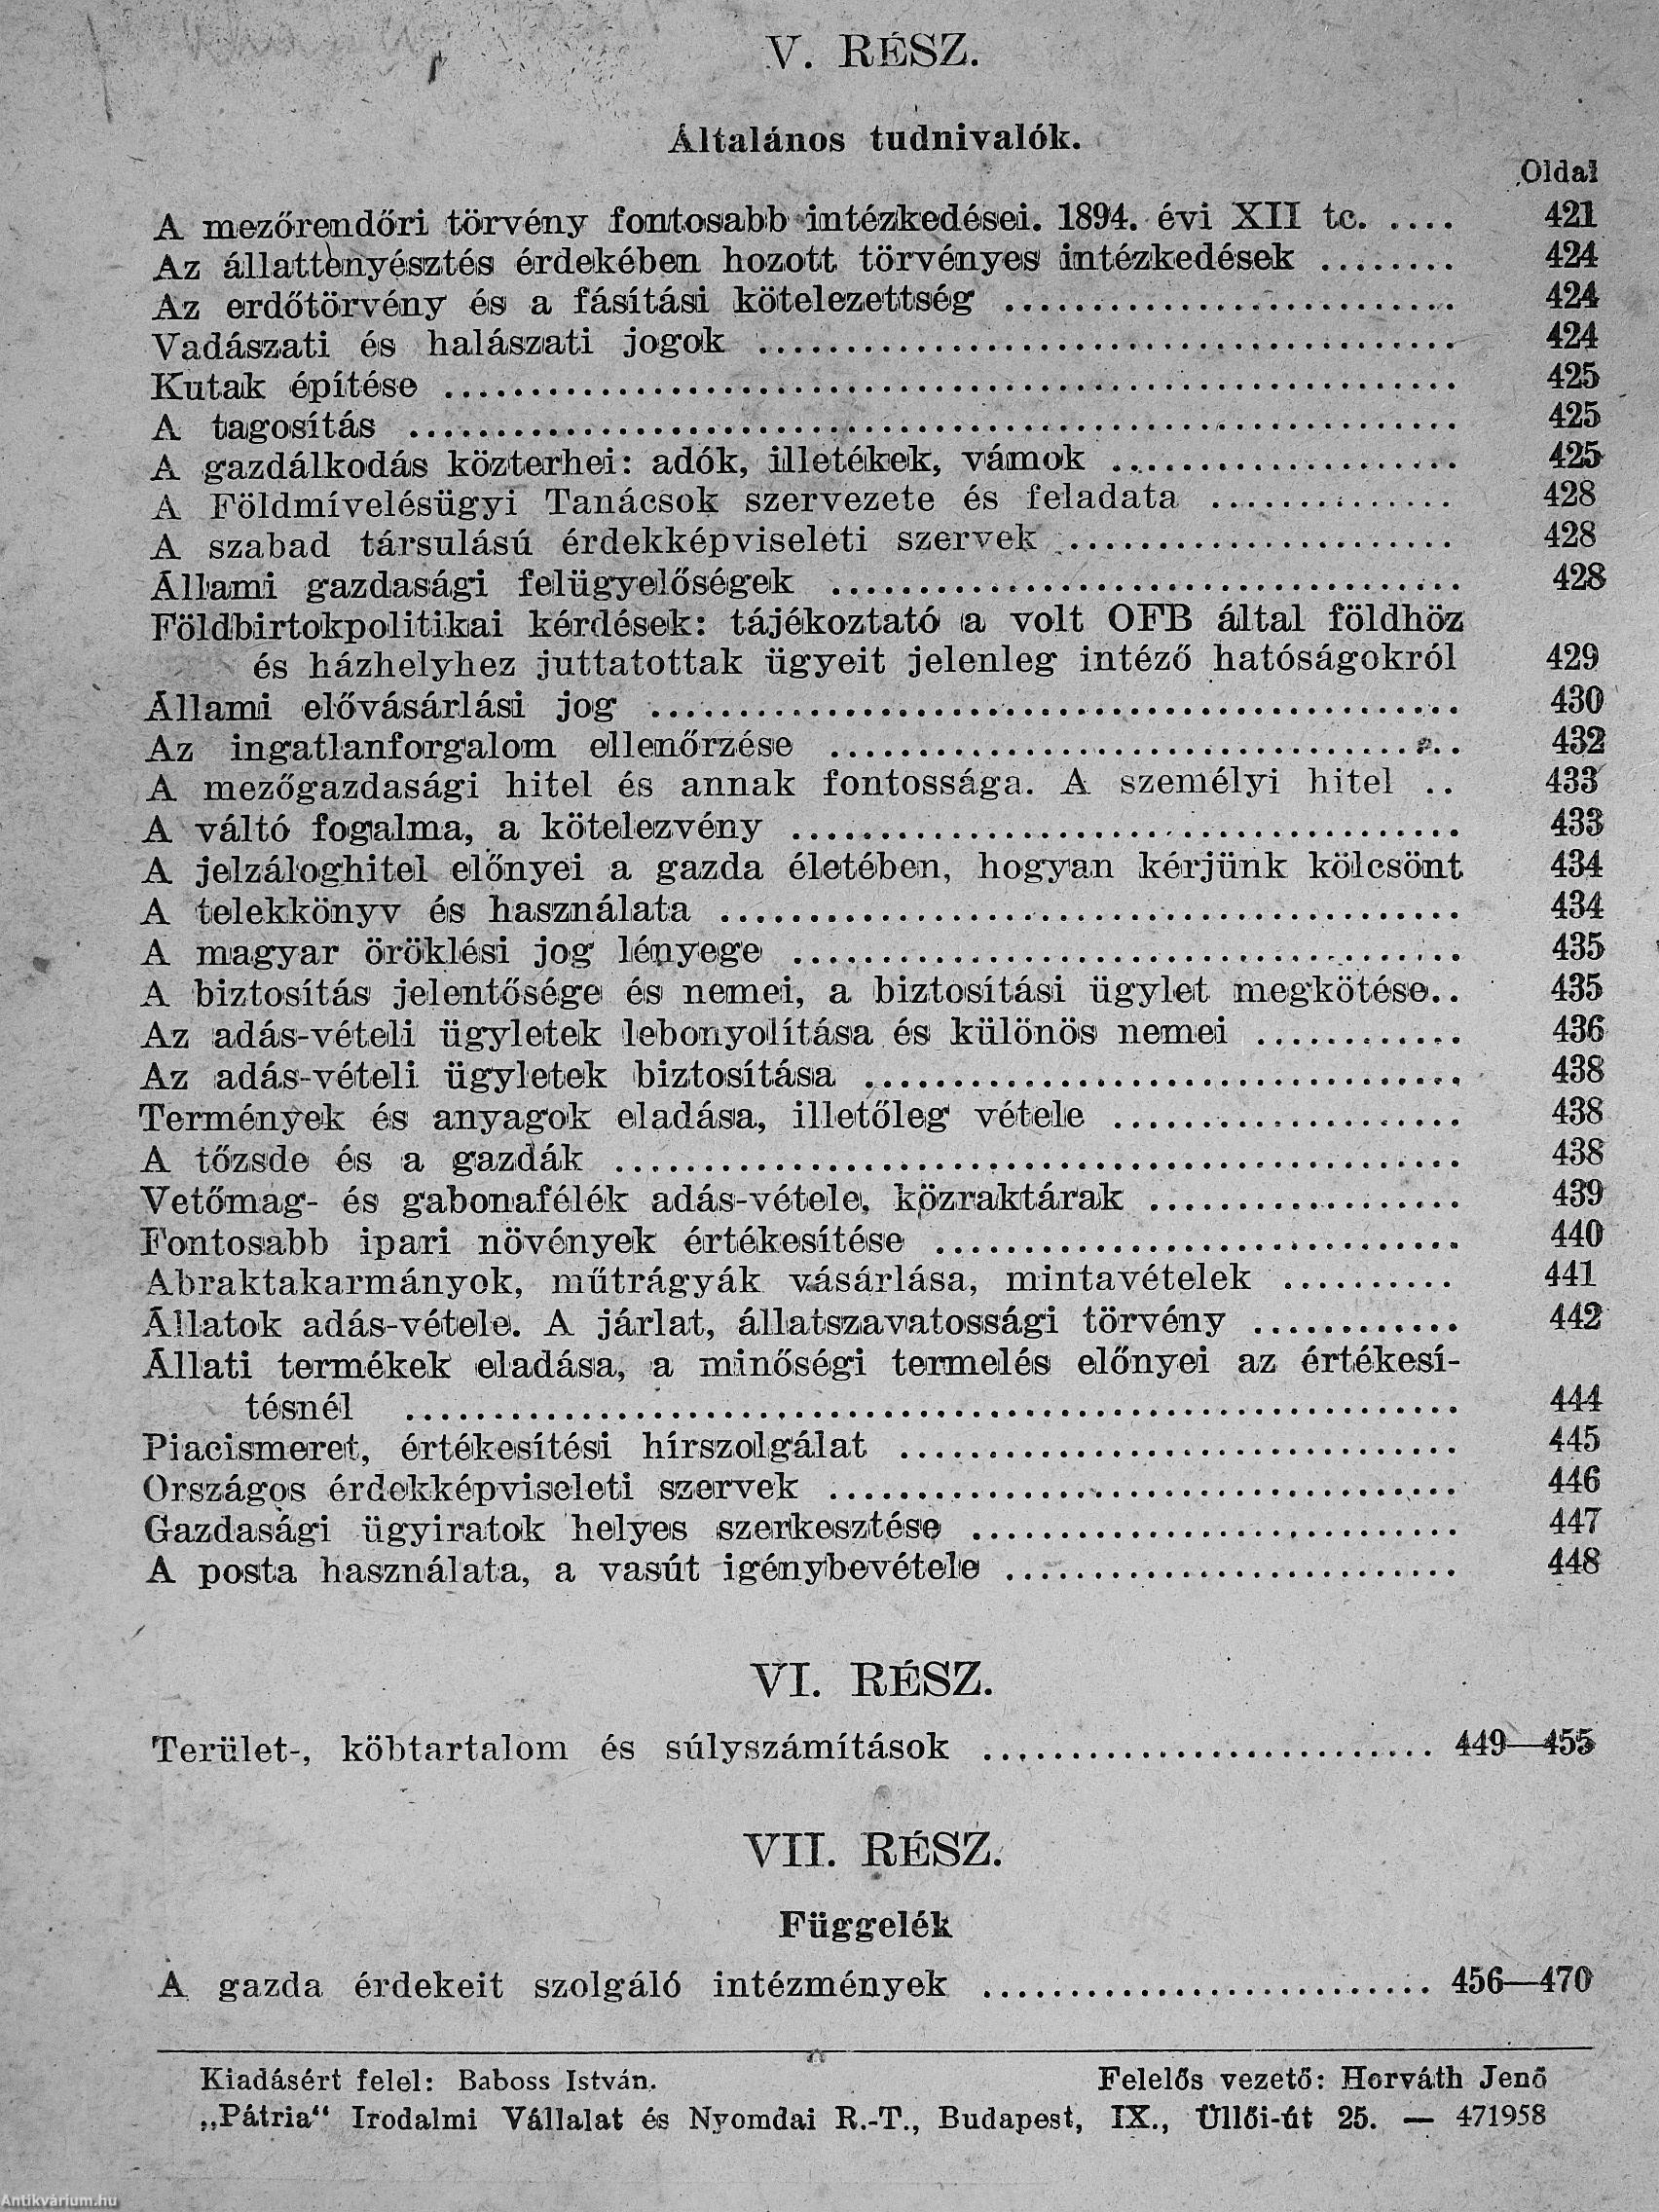 V. RÉSZ.
Általános tudnivalók.
Oldal
A mezőrendőri törvény fontosabb intézkedései. 1894. évi XII tc. .... 421
Az állattenyésztés érdekében hozott törvényes intézkedések ........ 424
Az erdőtörvény és a fásítási kötelezettség ........................ 424
Vadászati és halászati jogok ........................ 424
Kutak építése ........................ 425
A tagosítás ........................ 425
A gazdálkodás közterhei: adók, illetékek, vámok .................... 425
A Földmívelésügyi Tanácsok szervezete és feladata .............. 428
A szabad társulású érdekképviseleti szervek ...................... 428
Állami gazdasági felügyelőségek ........................ 428
Földbirtokpolitikai kérdések: tájékoztató a volt OFB által földhöz
és házhelyhez juttatottak ügyeit jelenleg intéző hatóságokról 429
Állami elővásárlási jog ........................ 430
Az ingatlanforgalom ellenőrzése ........................ 432
A mezőgazdasági hitel és annak fontossága. A személyi hitel .. 433
A váltó fogalma, a kötelezvény ........................ 433
A jelzáloghitel előnyei a gazda életében, hogyan kérjünk kölcsönt 434
A telekkönyv és használata ........................ 434
A magyar öröklési jog lényege ........................ 435
A biztosítás jelentősége és nemei, a biztosítási ügylet megkötése.. 435
Az adás-vételi ügyletek lebonyolítása és különös nemei ............ 436
Az adás-vételi ügyletek biztosítása ........................ 438
Termények és anyagok eladása, illetőleg vétele .................... 438
A tőzsde és a gazdák ........................ 438
Vetőmag- és gabonafélék adás-vétele, közraktárak .................. 439
Fontosabb ipari növények értékesítése ........................ 440
Abraktakarmányok, műtrágyák vásárlása, mintavételek .......... 441
Állatok adás-vétele. A járlat, állatszavatossági törvény ............ 442
Állati termékek eladása, a minőségi termelés előnyei az értékesí-
tésnél ........................ 444
Piacismeret, értékesítési hírszolgálat ........................ 445
Országos érdekképviseleti szervek ........................ 446
Gazdasági ügyiratok helyes szerkesztése ........................ 447
A posta használata, a vasút igénybevétele ........................ 448
VI. RÉSZ.
Terület-, köbtartalom és súlyszámítások ........................ 449—455
VII. RÉSZ.
Függelék
A gazda érdekeit szolgáló intézmények ........................ 456—470
Kiadásért felel: Baboss István. Felelős vezető: Horváth Jenő
„Pátria“ Irodalmi Vállalat és Nyomdai R.-T., Budapest, IX., Üllői-út 25. — 471958
Antikvárium.hu